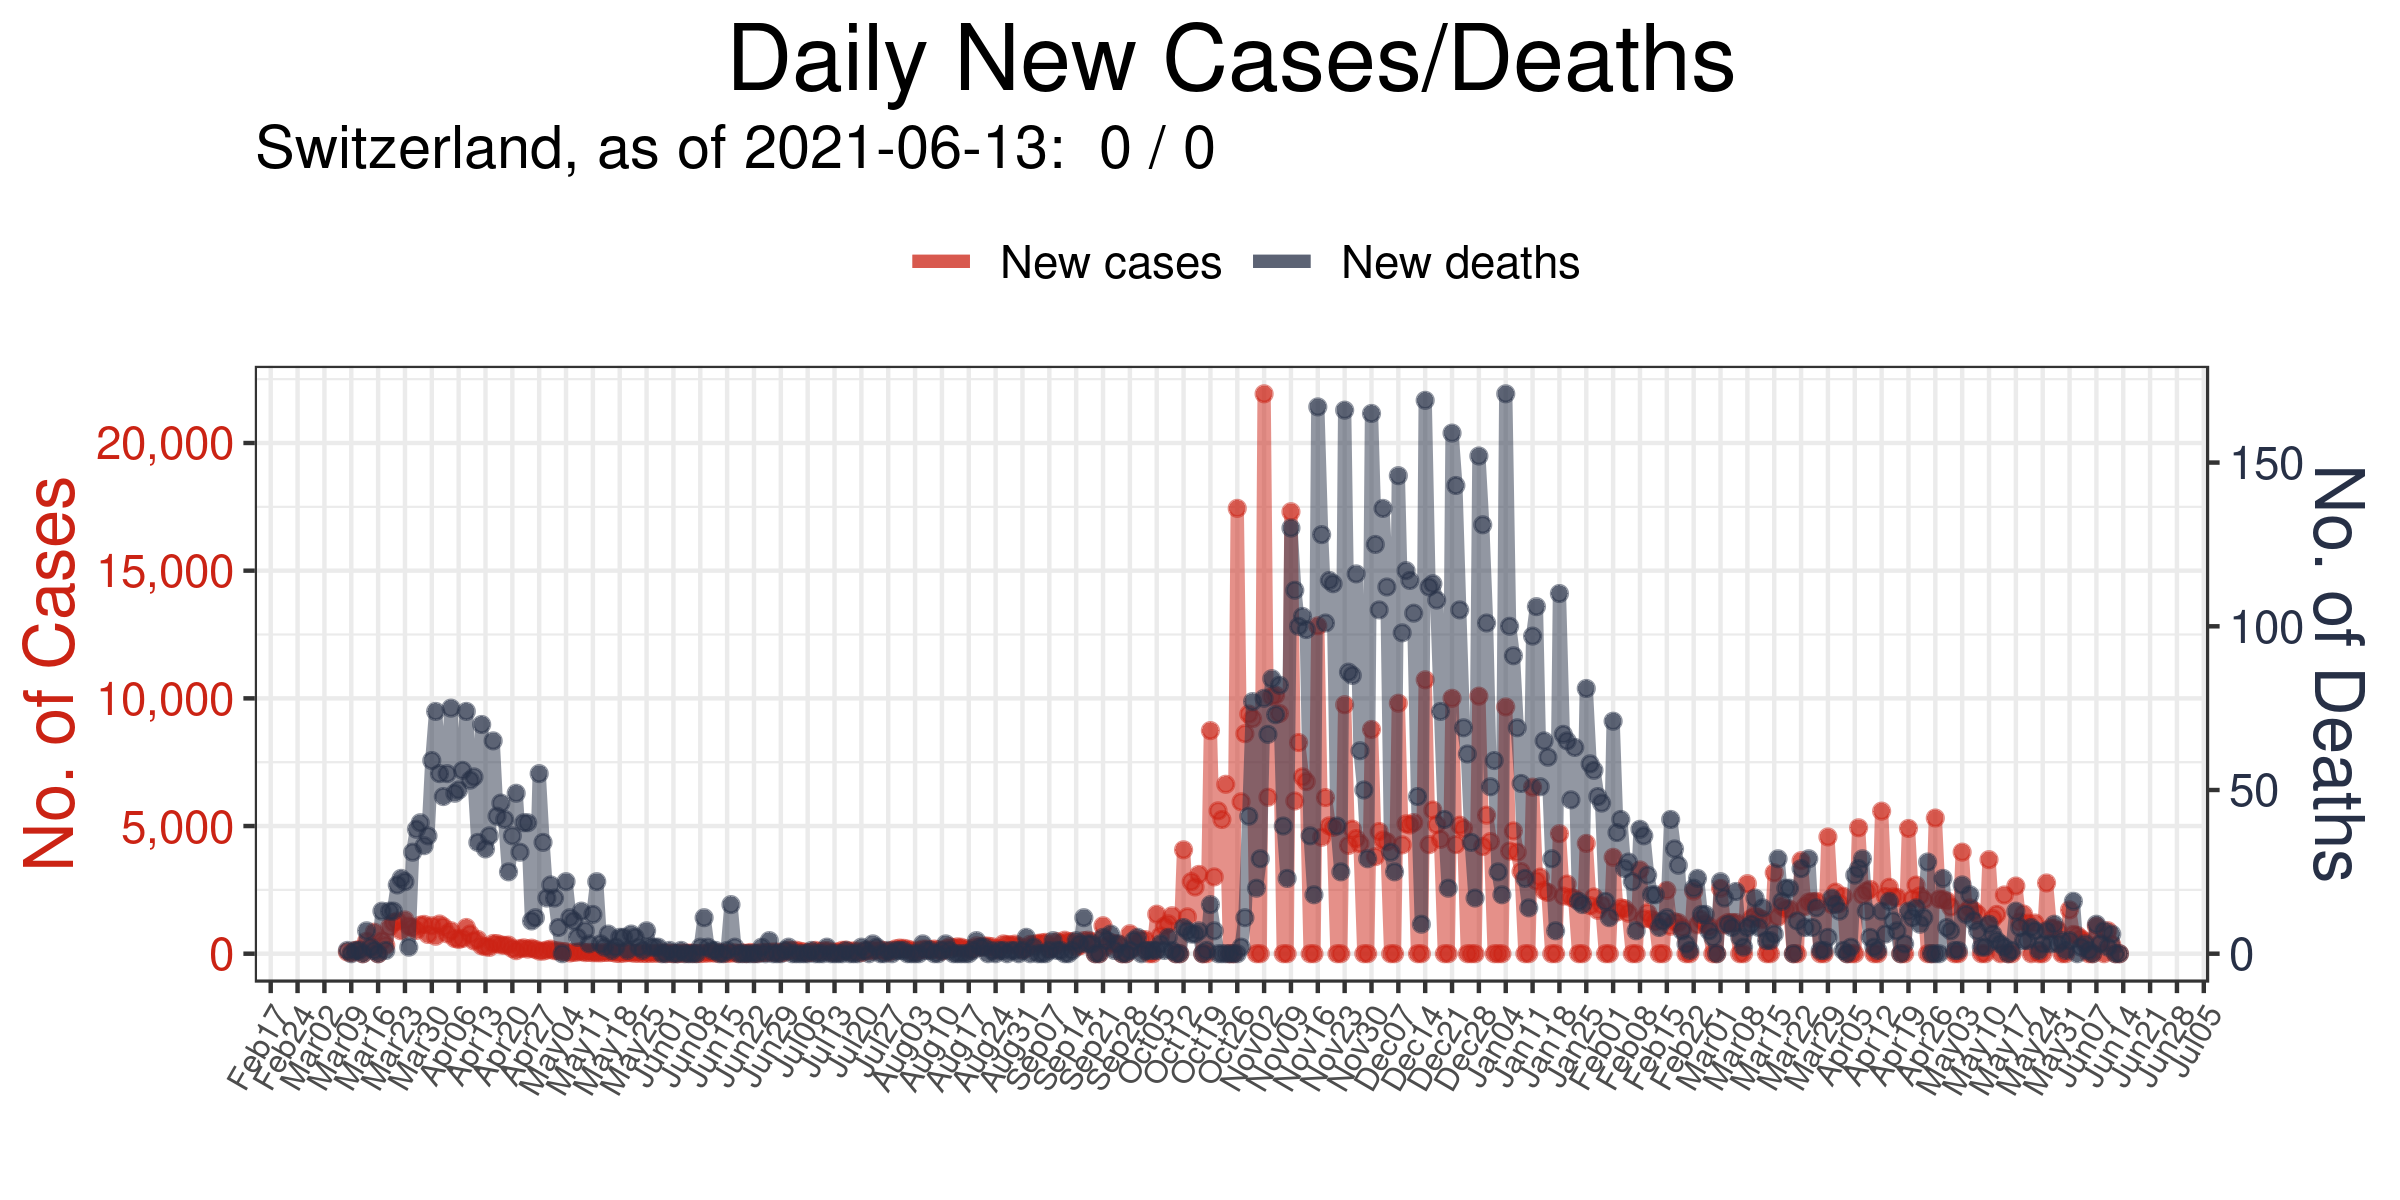 Daily New Cases/Deaths
Switzerland, as of 2021-06-13: 0 / 0
New cases
New deaths
No. of Cases
20,000
15,000
10,000
5,000
0
150
100
50
0
No. of Deaths
Feb17
Feb24
Mar02
Mar09
Mar16
Mar23
Mar30
Apr06
Apr13
Apr20
Apr27
May04
May11
May18
May25
Jun01
Jun08
Jun15
Jun22
Jun29
Jul06
Jul13
Jul20
Jul27
Aug03
Aug10
Aug17
Aug24
Aug31
Sep07
Sep14
Sep21
Sep28
Oct05
Oct12
Oct19
Oct26
Nov02
Nov09
Nov16
Nov23
Nov30
Dec07
Dec14
Dec21
Dec28
Jan04
Jan11
Jan18
Jan25
Feb01
Feb08
Feb15
Feb22
Mar01
Mar08
Mar15
Mar22
Mar29
Apr05
Apr12
Apr19
Apr26
May03
May10
May17
May24
May31
Jun07
Jun14
Jun21
Jun28
Jul05